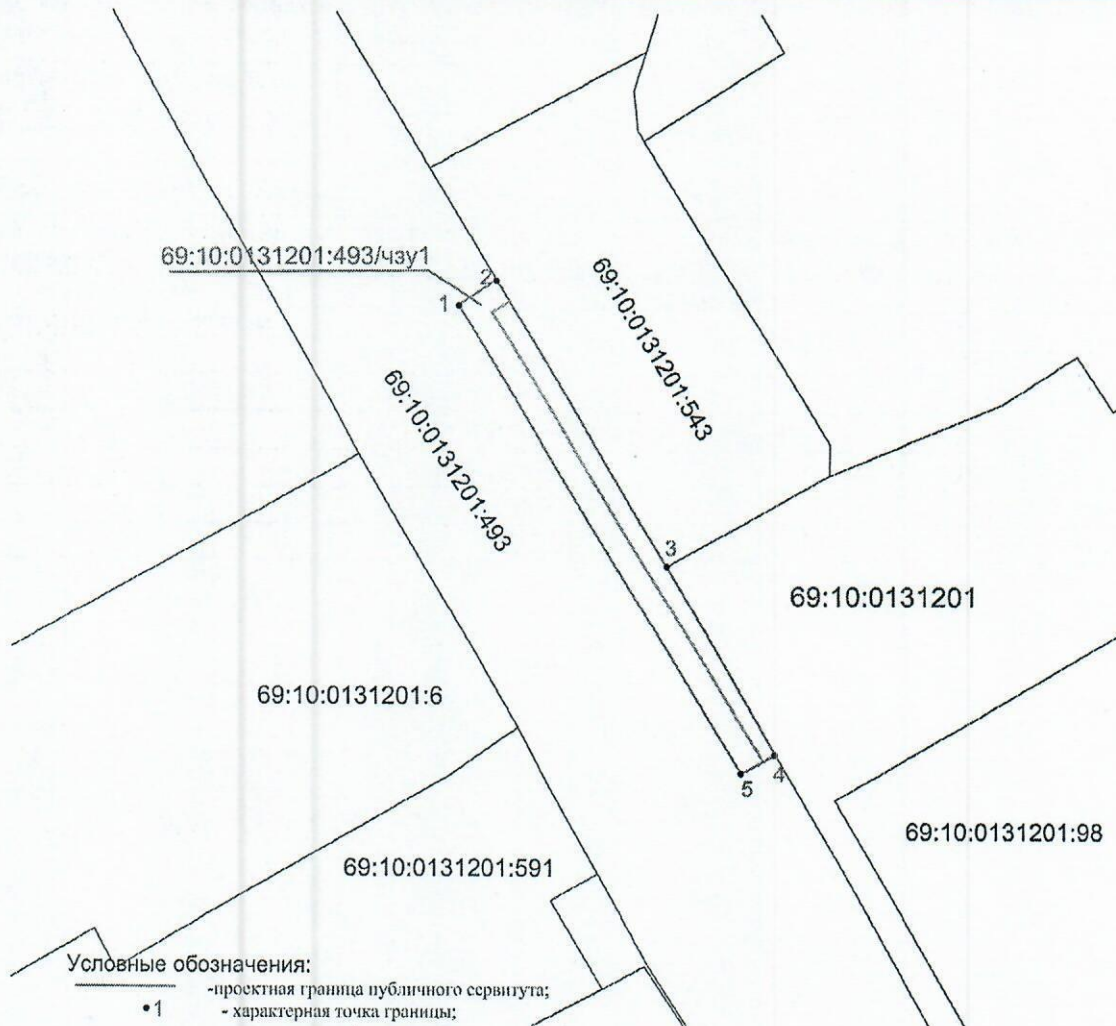 69:10:0131201:493/чзу1
2
1
69:10:0131201:543
69:10:0131201:493
3
69:10:0131201
69:10:0131201:6
4
5
69:10:0131201:98
69:10:0131201:591
Условные обозначения:
-проектная граница публичного сервитута;
•1 - характерная точка границы;